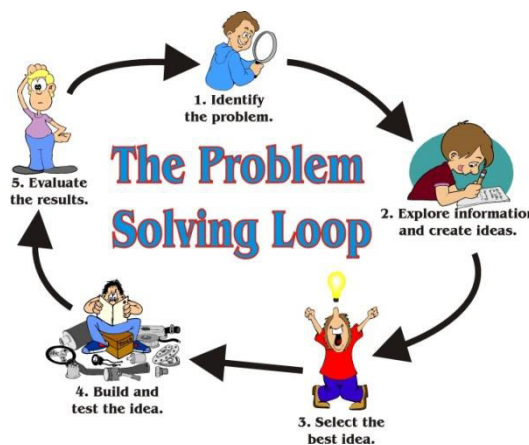 The Problem
Solving Loop
1. Identify
the problem.
2. Explore information
and create ideas.
3. Select the
best idea.
4. Build and
test the idea.
5. Evaluate
the results.